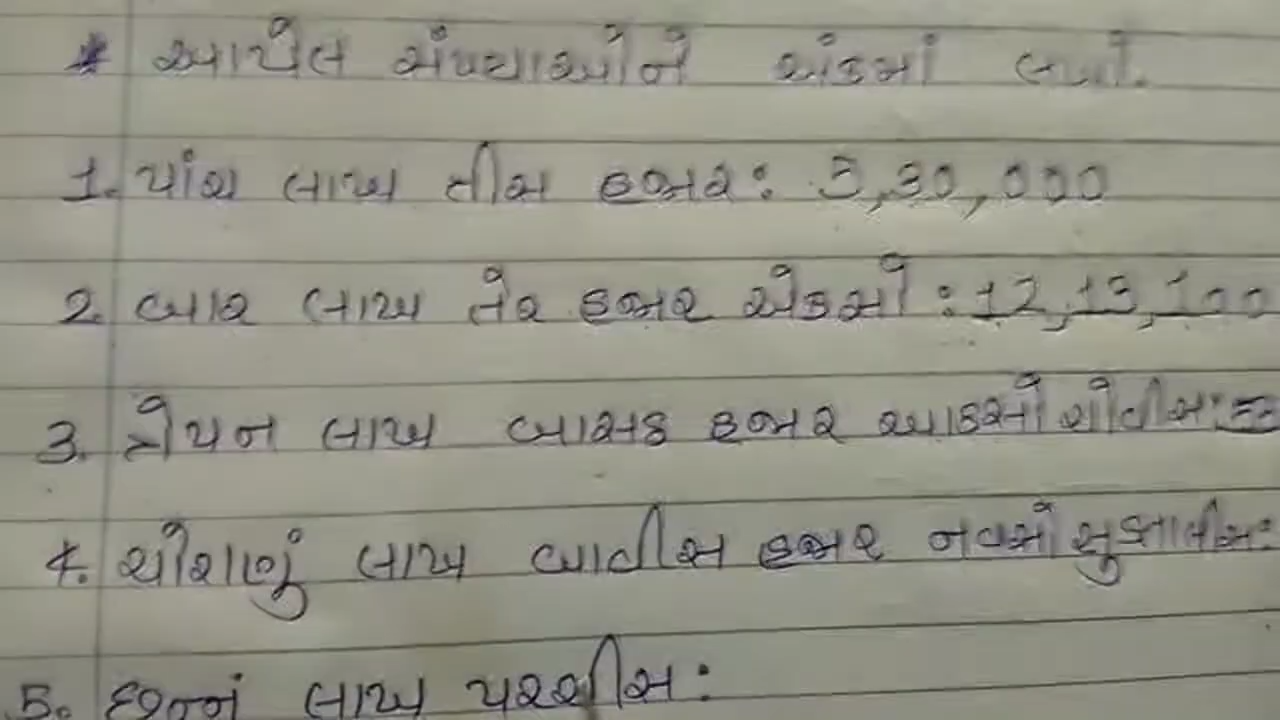 * આપેલ સંખ્યાઓને અંકમાં લખો.
1. પાંચ લાખ ત્રીસ હજાર: 5,30,000
2. બાર લાખ તેર હજાર એકસો : 12,13,100
3. ત્રેપન લાખ બાસઠ હજાર આઠસો ચોત્રીસ:
4. ચોરાણું લાખ બાત્રીસ હજાર નવસો સુડતાલીસ:
5. છન્નું લાખ પચ્ચીસ: